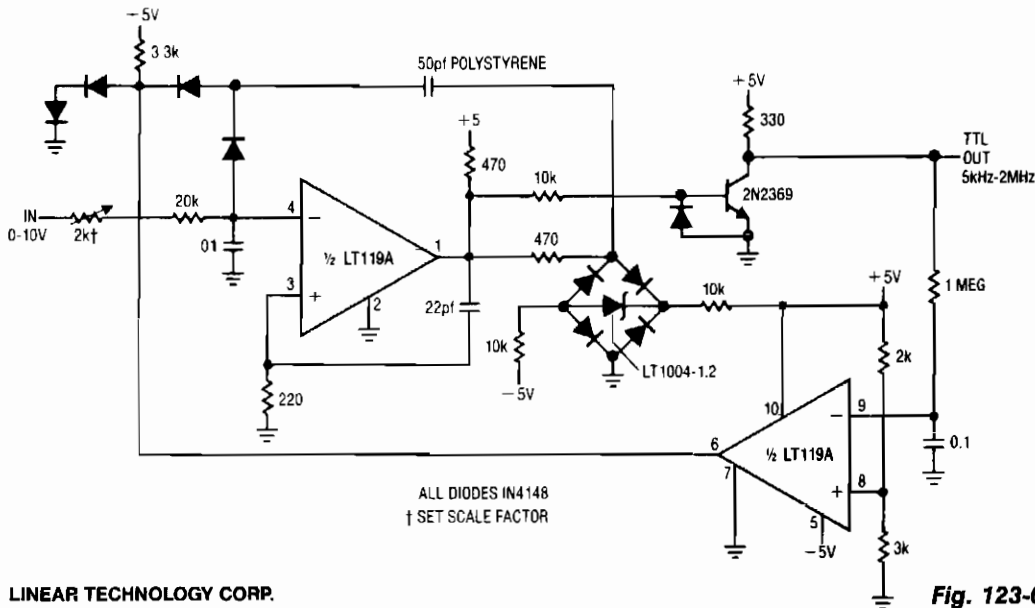 −5V
3 3k
50pf POLYSTYRENE
+5V
330
TTL
OUT
5kHz-2MHz
+5
470
10k
2N2369
IN
0-10V
2k†
20k
01
4
−
½ LT119A
1
3
+
2
470
22pf
220
10k
−5V
LT1004-1.2
10k
+5V
1 MEG
2k
10
9
−
½ LT119A
6
7
8
+
5
−5V
0.1
3k
ALL DIODES IN4148
† SET SCALE FACTOR
LINEAR TECHNOLOGY CORP.